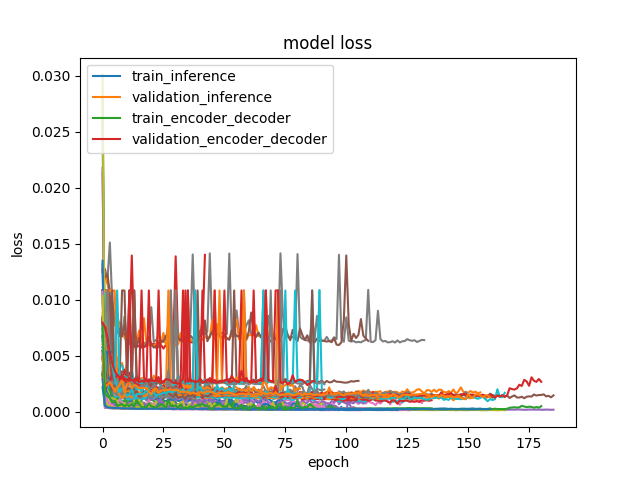 model loss
train_inference
validation_inference
train_encoder_decoder
validation_encoder_decoder
0.030
0.025
0.020
0.015
0.010
0.005
0.000
loss
0 25 50 75 100 125 150 175
epoch